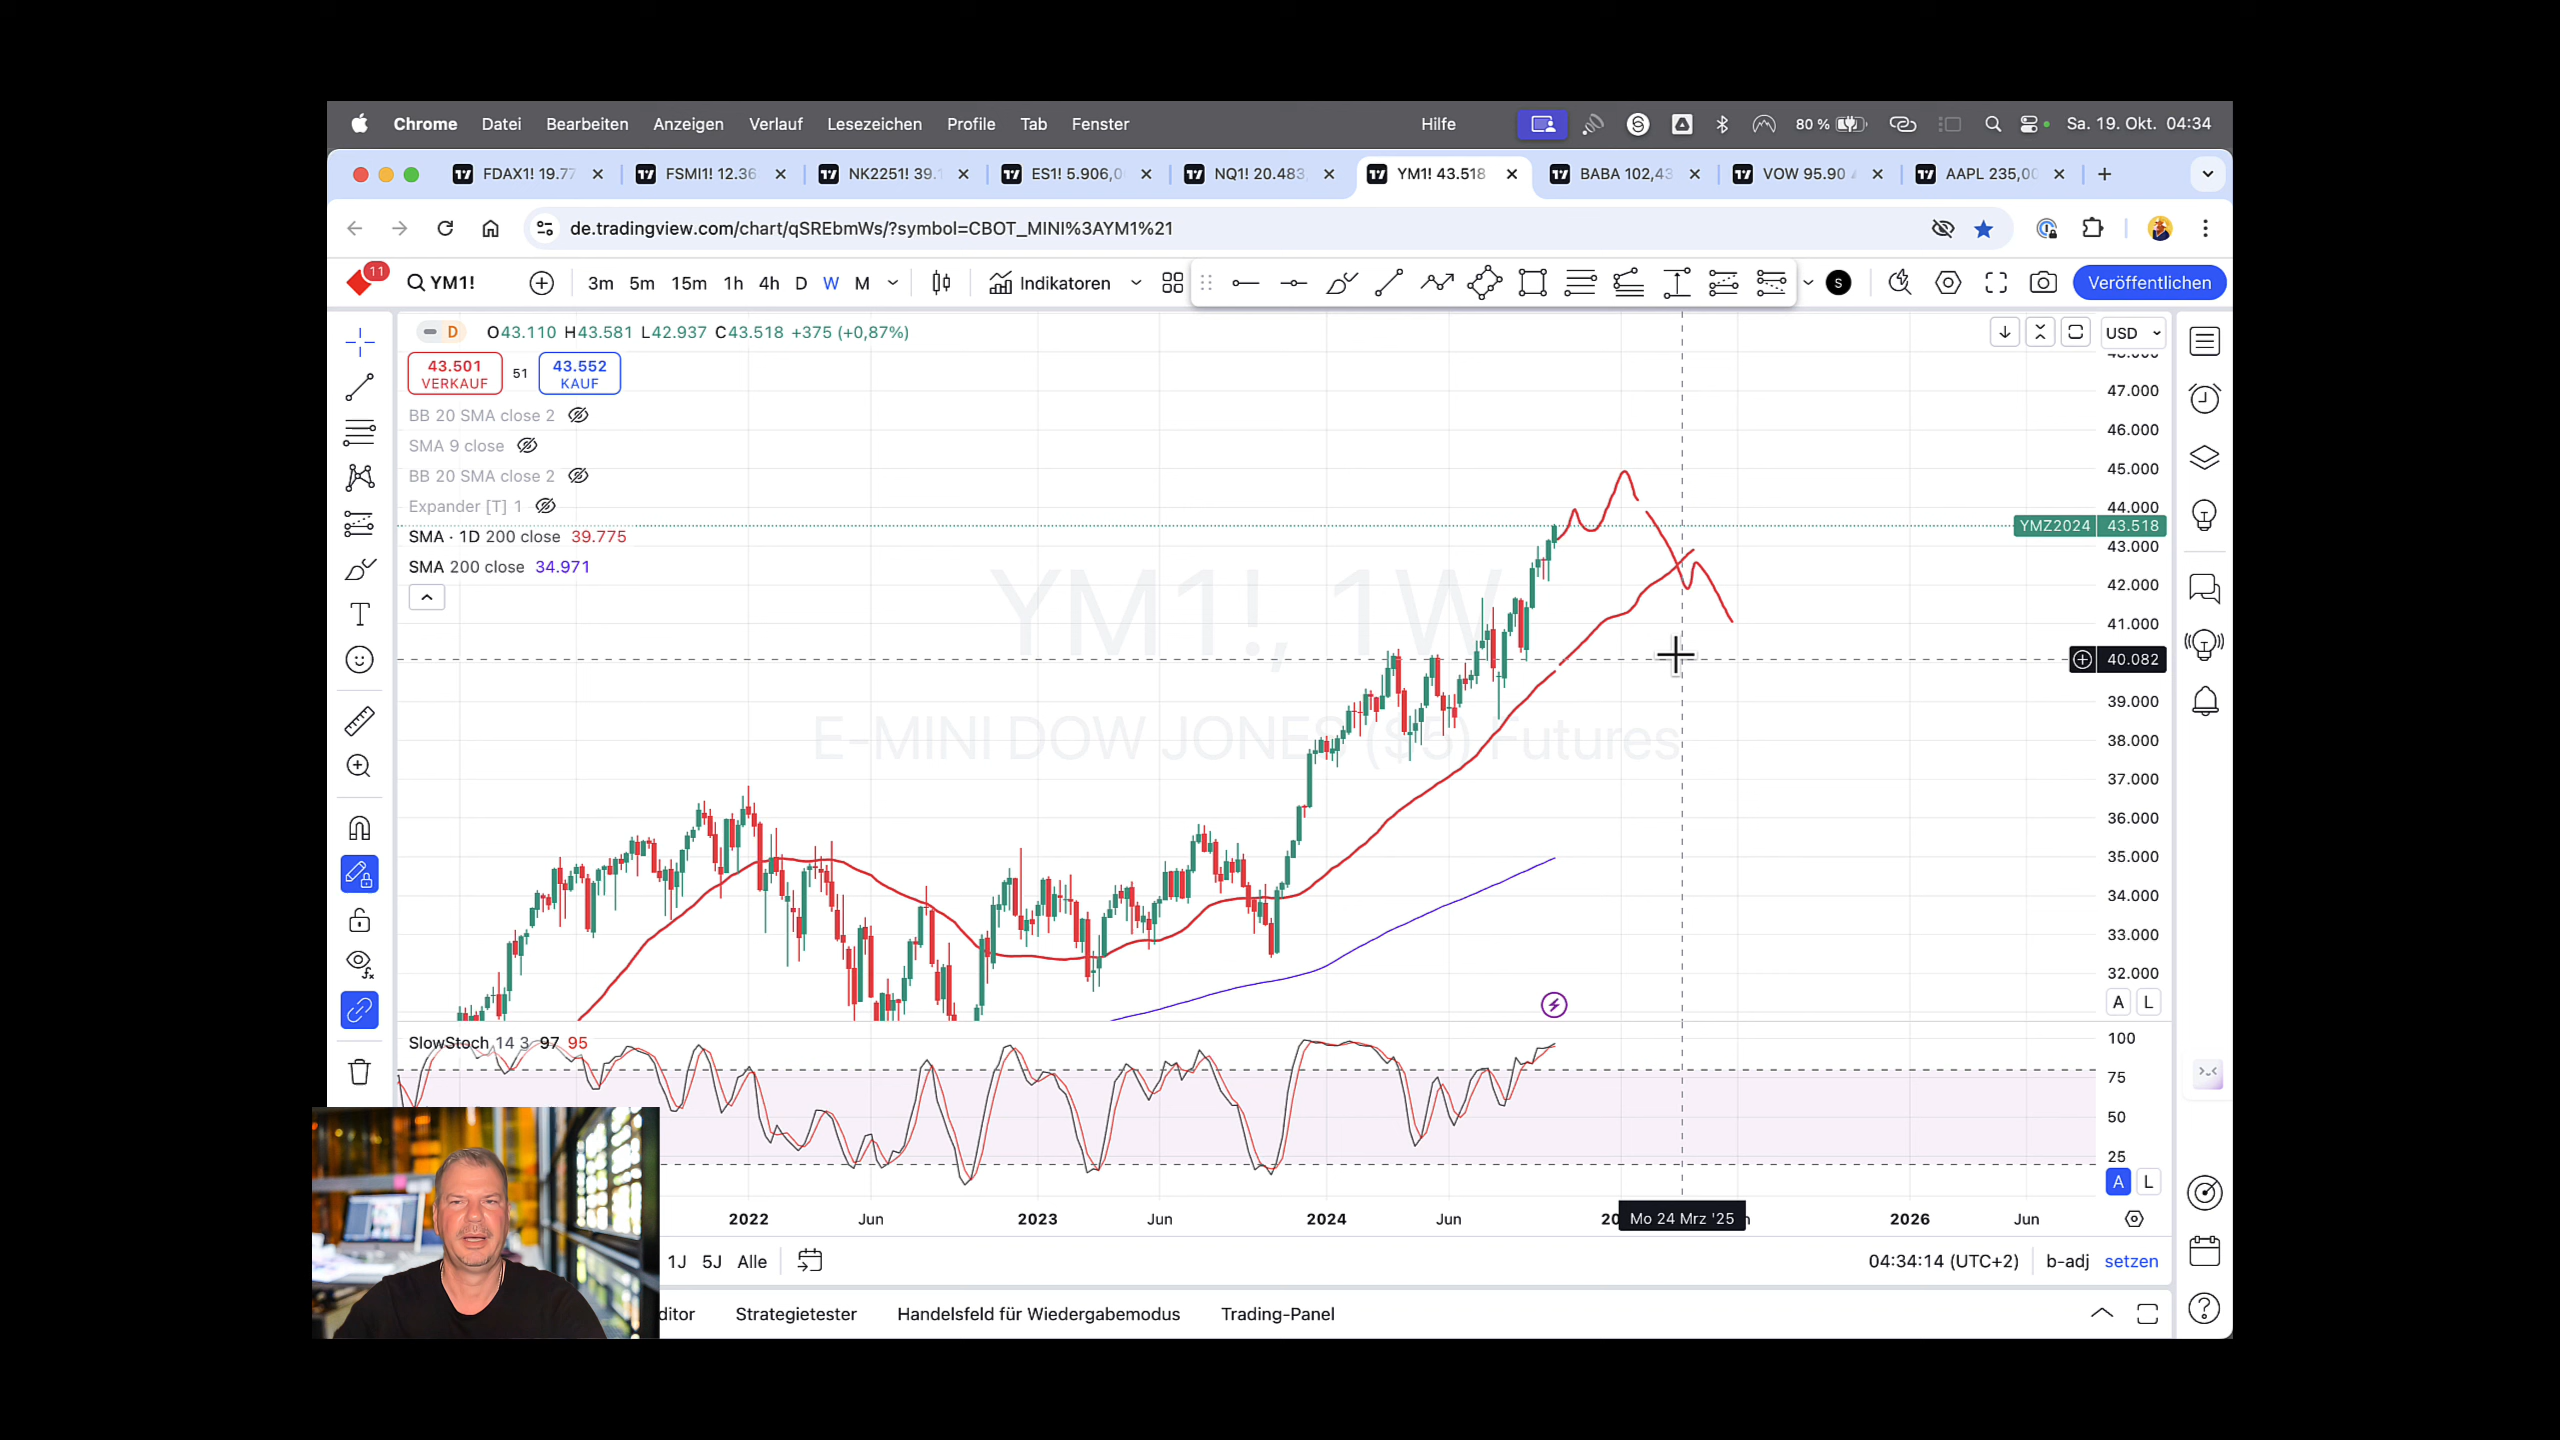 Chrome Datei Bearbeiten Anzeigen Verlauf Lesezeichen Profile Tab Fenster Hilfe 80 % Sa. 19. Okt. 04:34
FDAX1! 19.77 FSMI1! 12.36 NK2251! 39.1 ES1! 5.906,0 NQ1! 20.483, YM1! 43.518 BABA 102,43 VOW 95.90 AAPL 235,00
de.tradingview.com/chart/qSREbmWs/?symbol=CBOT_MINI%3AYM1%21
11 YM1! 3m 5m 15m 1h 4h D W M Indikatoren S Veröffentlichen
D O43.110 H43.581 L42.937 C43.518 +375 (+0,87%) USD
43.501 51 43.552
VERKAUF KAUF
47.000
BB 20 SMA close 2
46.000
SMA 9 close
45.000
BB 20 SMA close 2
44.000
Expander [T] 1
YMZ2024 43.518
SMA · 1D 200 close 39.775
43.000
SMA 200 close 34.971
42.000
YM1!, 1W
41.000
40.082
39.000
E-MINI DOW JONES ($5) Futures
38.000
37.000
36.000
35.000
34.000
33.000
32.000
A L
SlowStoch 14 3 97 95
100
75
50
25
A L
2022 Jun 2023 Jun 2024 Jun 20 Mo 24 Mrz '25 2026 Jun
1J 5J Alle 04:34:14 (UTC+2) b-adj setzen
ditor Strategietester Handelsfeld für Wiedergabemodus Trading-Panel